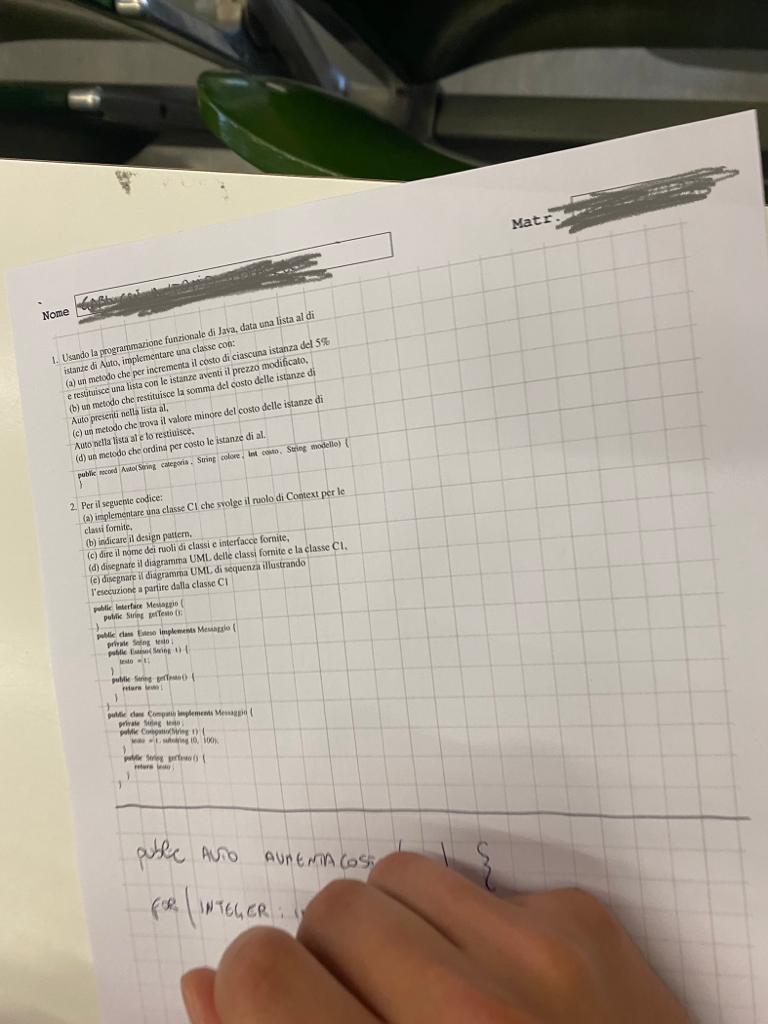 Nome
Matr.
1. Usando la programmazione funzionale di Java, data una lista al di
istanze di Auto, implementare una classe con:
(a) un metodo che per incrementa il costo di ciascuna istanza del 5%
e restituisce una lista con le istanze aventi il prezzo modificato,
(b) un metodo che restituisce la somma del costo delle istanze di
Auto presenti nella lista al,
(c) un metodo che trova il valore minore del costo delle istanze di
Auto nella lista al e lo restiuisce,
(d) un metodo che ordina per costo le istanze di al.
public record Auto(String categoria, String colore, int costo, String modello) {
}
2. Per il seguente codice:
(a) implementare una classe C1 che svolge il ruolo di Context per le
classi fornite,
(b) indicare il design pattern,
(c) dire il nome dei ruoli di classi e interfacce fornite,
(d) disegnare il diagramma UML delle classi fornite e la classe C1,
(e) disegnare il diagramma UML di sequenza illustrando
l'esecuzione a partire dalla classe C1
public interface Messaggio {
public String getTesto();
}
public class Esteso implements Messaggio {
private String testo;
public Esteso(String t) {
testo = t;
}
public String getTesto() {
return testo;
}
}
public class Compatto implements Messaggio {
private String testo;
public Compatto(String t) {
testo = t.substring(0, 100);
}
public String getTesto() {
return testo;
}
}
public AUTO AUMENTACOS ) {
FOR ( INTEGER :